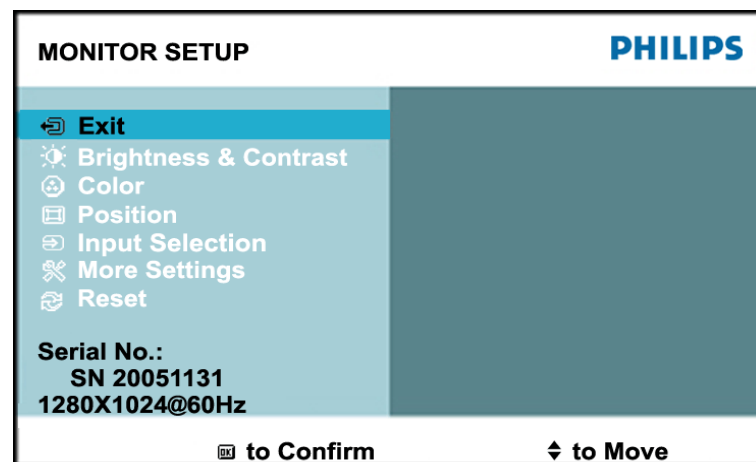 MONITOR SETUP PHILIPS
Exit
Brightness & Contrast
Color
Position
Input Selection
More Settings
Reset
Serial No.:
SN 20051131
1280X1024@60Hz
OK to Confirm to Move